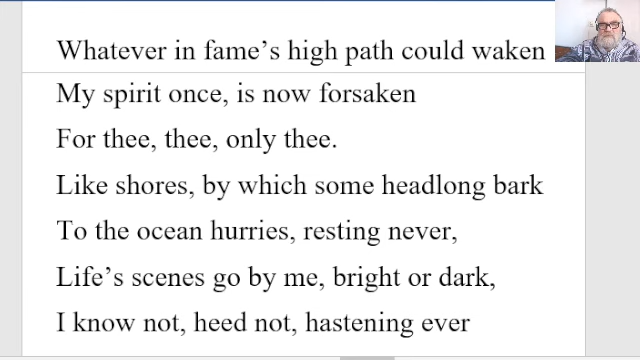 Whatever in fame’s high path could waken
My spirit once, is now forsaken
For thee, thee, only thee.
Like shores, by which some headlong bark
To the ocean hurries, resting never,
Life’s scenes go by me, bright or dark,
I know not, heed not, hastening ever